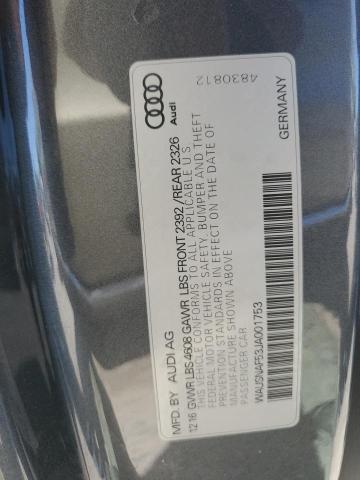 MFD. BY AUDI AG
12 16 GVWR LBS 4608 GAWR LBS FRONT 2392 / REAR 2326
THIS VEHICLE CONFORMS TO ALL APPLICABLE U S
FEDERAL MOTOR VEHICLE SAFETY, BUMPER AND THEFT
PREVENTION STANDARDS IN EFFECT ON THE DATE OF
MANUFACTURE SHOWN ABOVE
PASSENGER CAR
WAUSNAF53JA001753
GERMANY
Audi
4830812